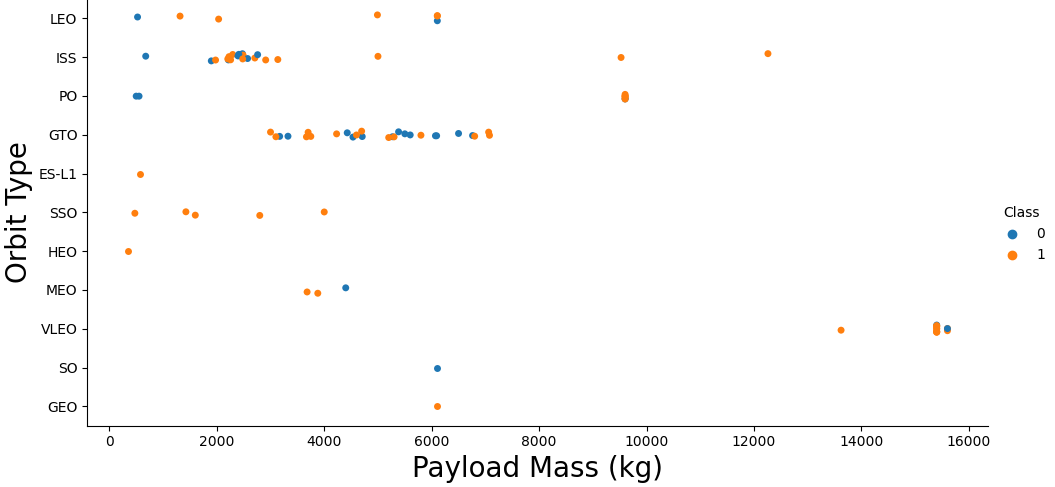 LEO
ISS
PO
GTO
ES-L1
SSO
HEO
MEO
VLEO
SO
GEO
Orbit Type
0 2000 4000 6000 8000 10000 12000 14000 16000
Payload Mass (kg)
Class
0
1